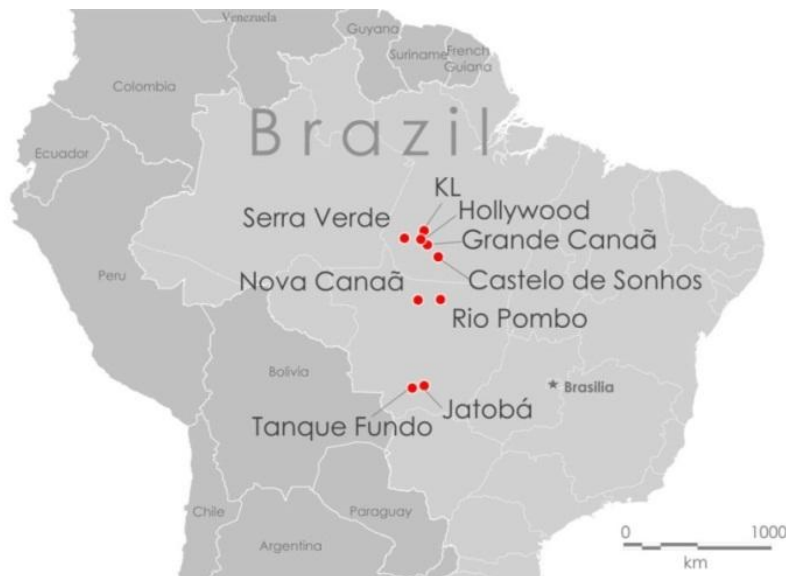 Venezuela
Guyana
Suriname
French
Guiana
Colombia
Brazil
Ecuador
KL
Hollywood
Serra Verde
Grande Canaã
Peru
Nova Canaã
Castelo de Sonhos
Rio Pombo
Bolivia
Brasilia
Jatobá
Tanque Fundo
Chile
Paraguay
Argentina
0 1000
km